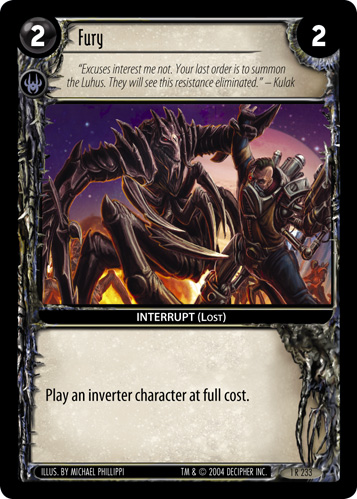 2 Fury 2
“Excuses interest me not. Your last order is to summon
the Luhus. They will see this resistance eliminated.” – Kulak
INTERRUPT (LOST)
Play an inverter character at full cost.
ILLUS. BY MICHAEL PHILLIPPI TM & © 2004 DECIPHER INC. 1 R 233